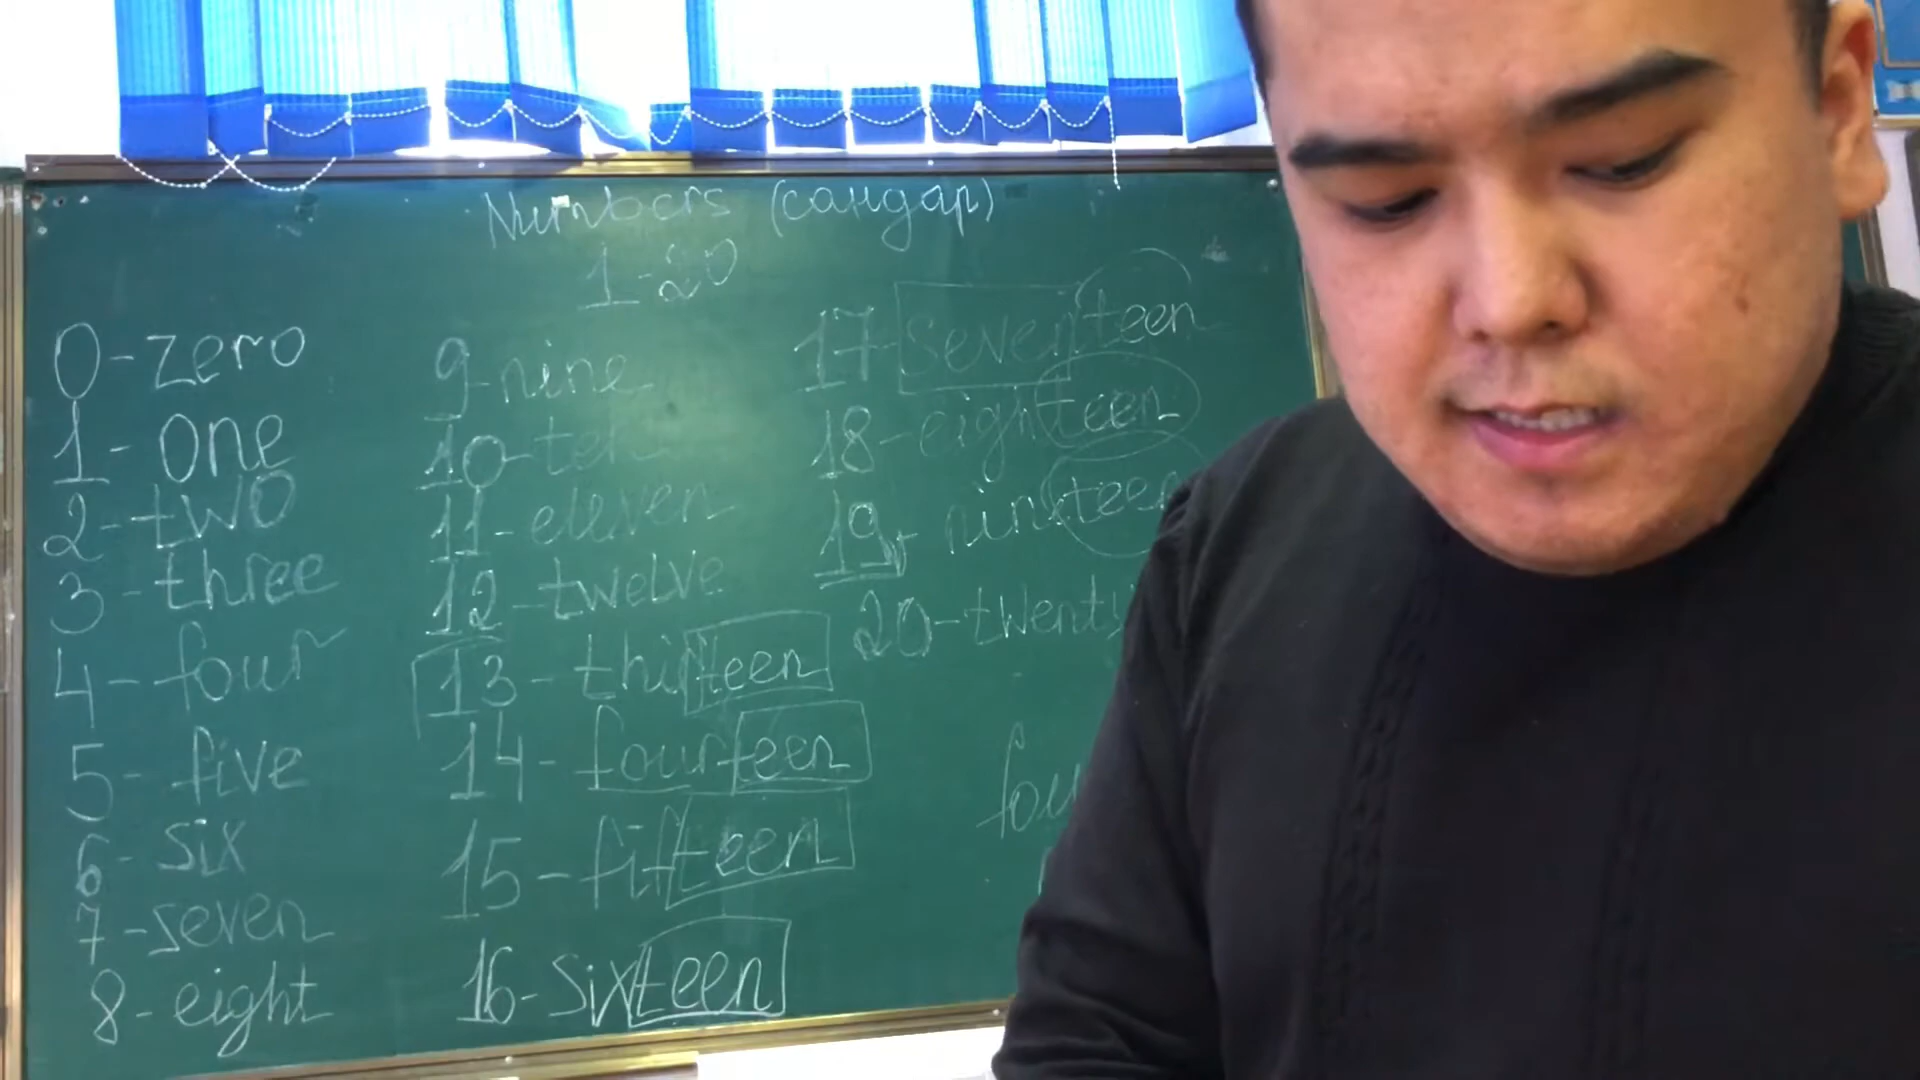 Numbers (сандар)
1-20
0-zero
1-one
2-two
3-three
4-four
5-five
6-six
7-seven
8-eight
9-nine
10-ten
11-eleven
12-twelve
13-thirteen
14-fourteen
15-fifteen
16-sixteen
17-seventeen
18-eighteen
19-nineteen
20-twenty
fou